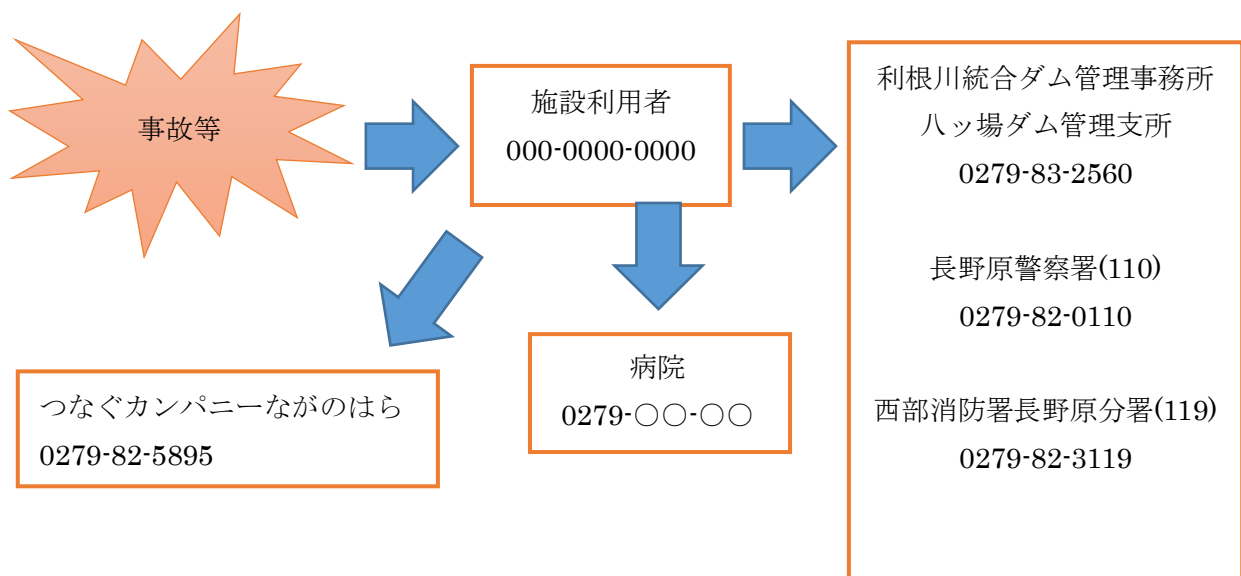 事故等
施設利用者
000-0000-0000
利根川統合ダム管理事務所
八ッ場ダム管理支所
0279-83-2560
長野原警察署(110)
0279-82-0110
西部消防署長野原分署(119)
0279-82-3119
病院
0279-○○-○○
つなぐカンパニーながのはら
0279-82-5895